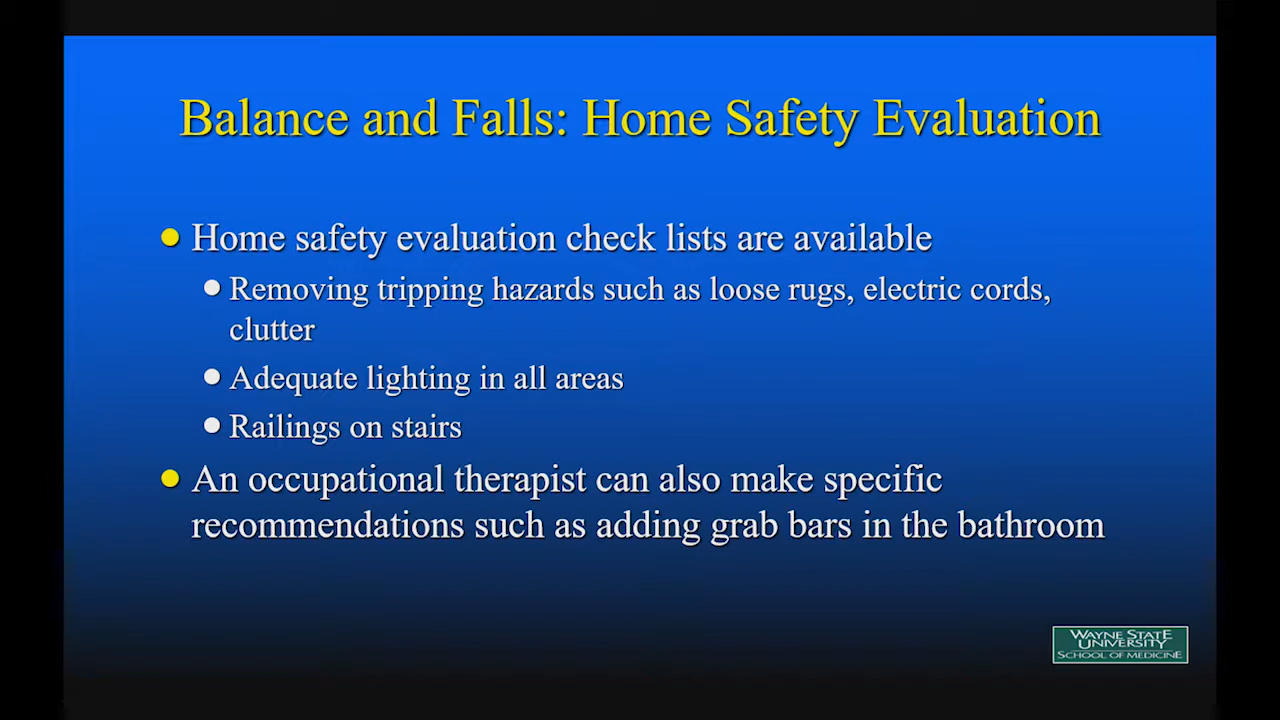 Balance and Falls: Home Safety Evaluation
Home safety evaluation check lists are available
Removing tripping hazards such as loose rugs, electric cords,
clutter
Adequate lighting in all areas
Railings on stairs
An occupational therapist can also make specific
recommendations such as adding grab bars in the bathroom
WAYNE STATE
UNIVERSITY
SCHOOL OF MEDICINE